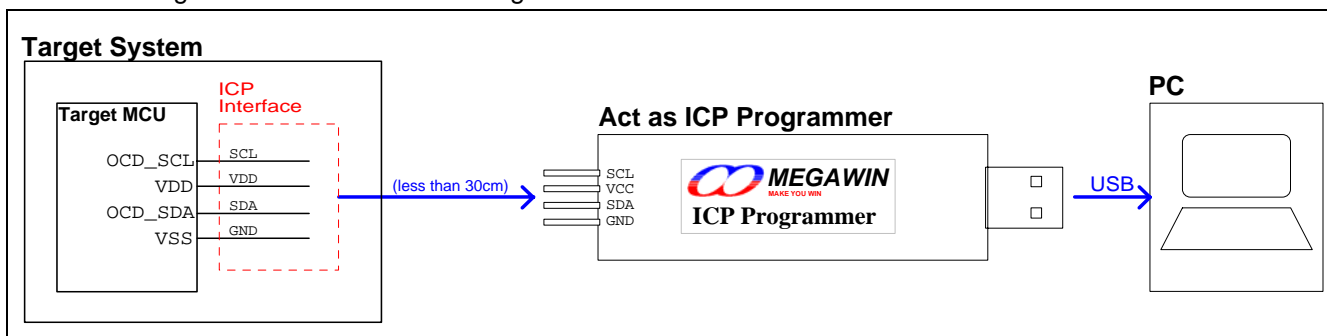 Target System
Target MCU
OCD_SCL
VDD
OCD_SDA
VSS
ICP
Interface
SCL
VDD
SDA
GND
(less than 30cm)
Act as ICP Programmer
SCL
VCC
SDA
GND
MEGAWIN
MAKE YOU WIN
ICP Programmer
USB
PC